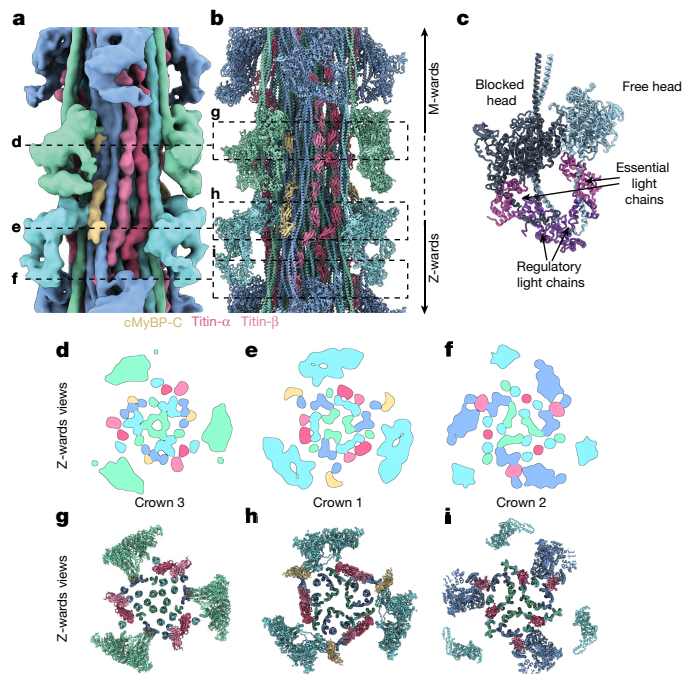 a
b
c
M-wards
Z-wards
d
e
f
g
h
i
Blocked
head
Free head
Essential
light
chains
Regulatory
light chains
cMyBP-C Titin-α Titin-β
d
e
f
Z-wards views
Crown 3
Crown 1
Crown 2
g
h
i
Z-wards views